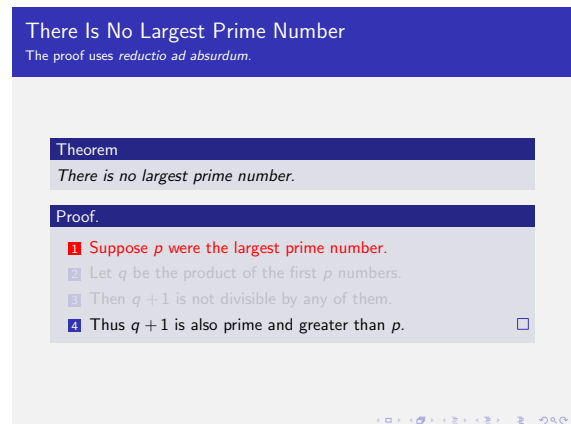 There Is No Largest Prime Number
The proof uses reductio ad absurdum.
Theorem
There is no largest prime number.
Proof.
1 Suppose p were the largest prime number.
2 Let q be the product of the first p numbers.
3 Then q + 1 is not divisible by any of them.
4 Thus q + 1 is also prime and greater than p. □